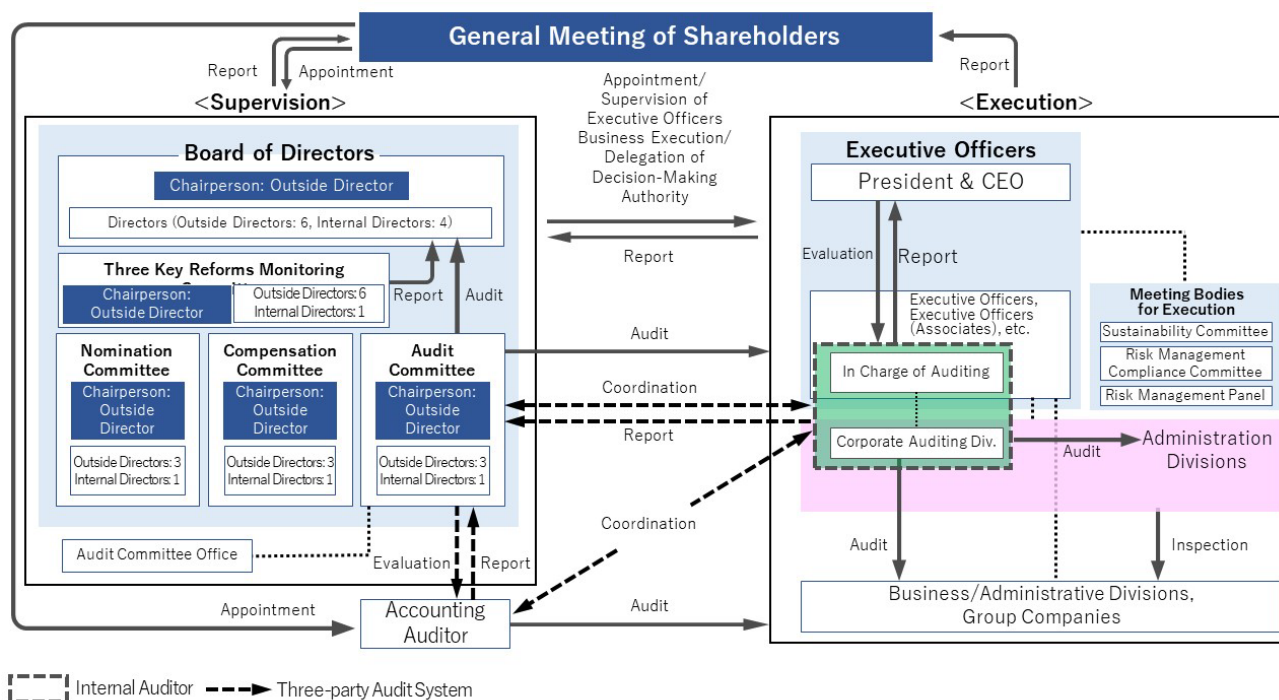 General Meeting of Shareholders
Report
Appointment
<Supervision>
Appointment/
Supervision of
Executive Officers
Business Execution/
Delegation of
Decision-Making
Authority
Report
<Execution>
Board of Directors
Chairperson: Outside Director
Directors (Outside Directors: 6, Internal Directors: 4)
Three Key Reforms Monitoring
Chairperson:
Outside Director
Outside Directors: 6
Internal Directors: 1
Report
Audit
Nomination
Committee
Chairperson:
Outside
Director
Outside Directors: 3
Internal Directors: 1
Compensation
Committee
Chairperson:
Outside
Director
Outside Directors: 3
Internal Directors: 1
Audit
Committee
Chairperson:
Outside
Director
Outside Directors: 3
Internal Directors: 1
Audit Committee Office
Evaluation
Report
Appointment
Accounting
Auditor
Audit
Report
Audit
Coordination
Report
Coordination
Executive Officers
President & CEO
Evaluation
Report
Executive Officers,
Executive Officers
(Associates), etc.
In Charge of Auditing
Corporate Auditing Div.
Audit
Administration
Divisions
Meeting Bodies
for Execution
Sustainability Committee
Risk Management
Compliance Committee
Risk Management Panel
Audit
Inspection
Business/Administrative Divisions,
Group Companies
Internal Auditor
Three-party Audit System